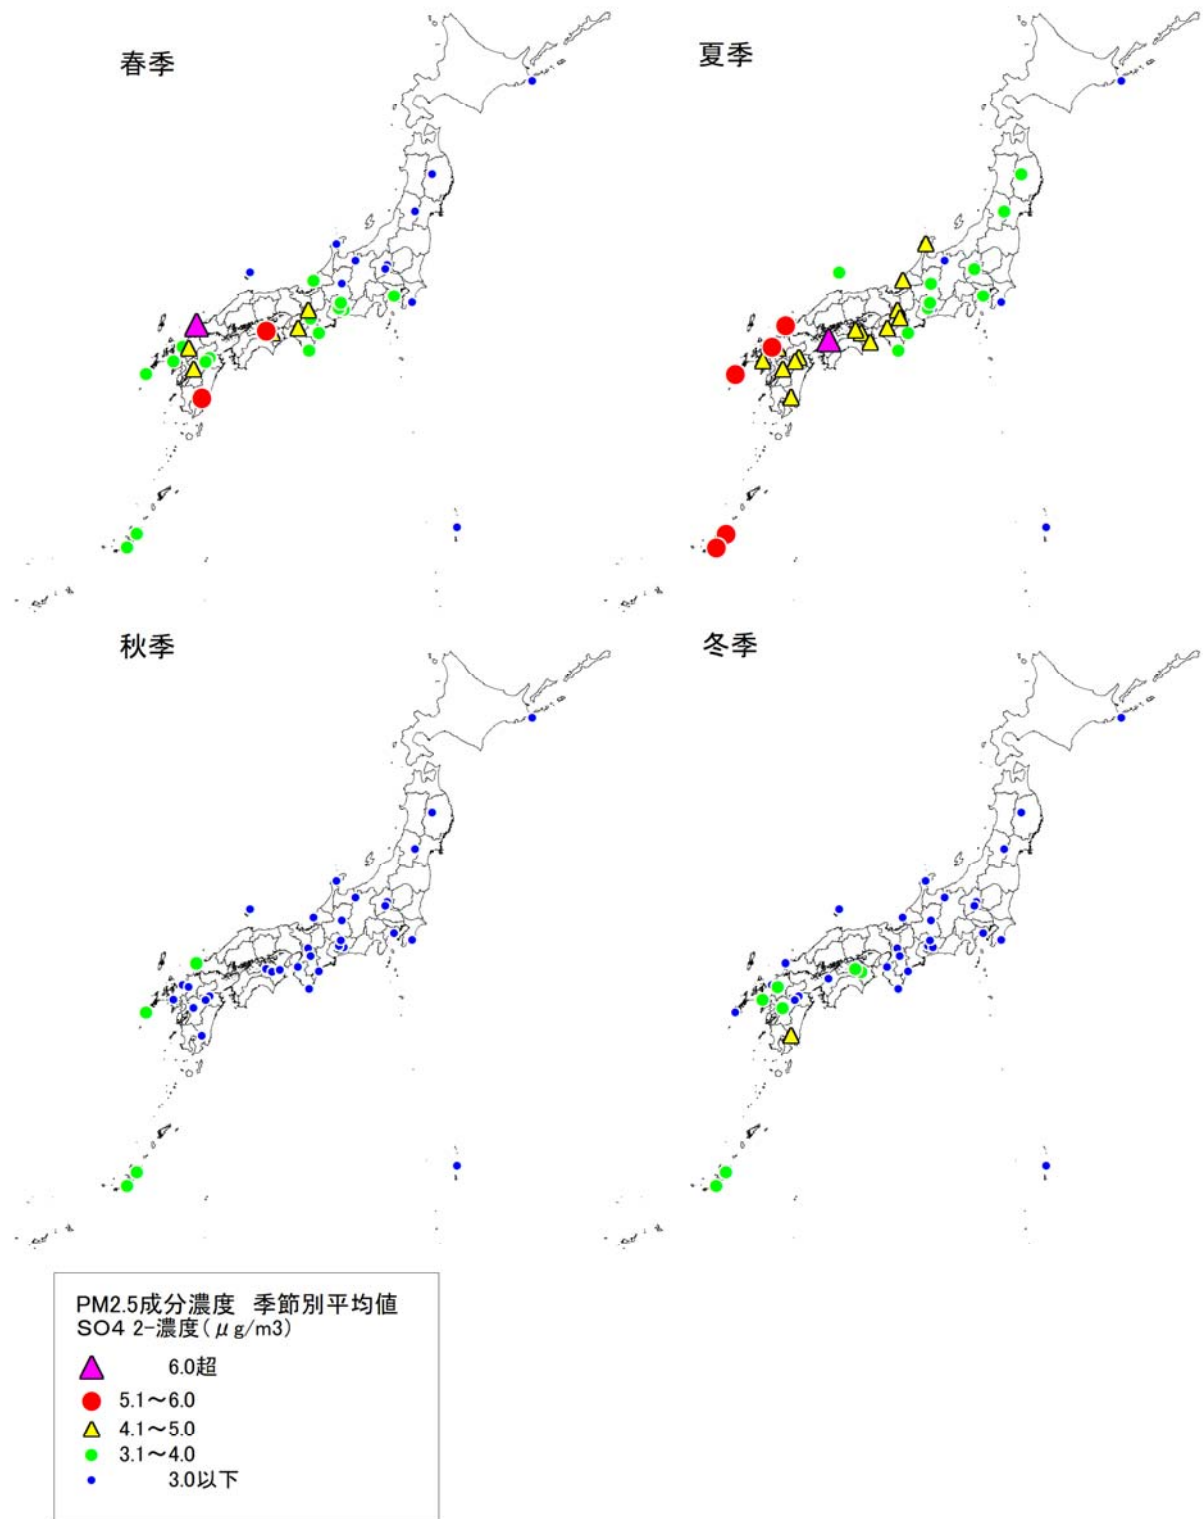 春季
夏季
秋季
冬季
PM2.5成分濃度 季節別平均値
SO4 2-濃度(μg/m3)
6.0超
5.1～6.0
4.1～5.0
3.1～4.0
3.0以下